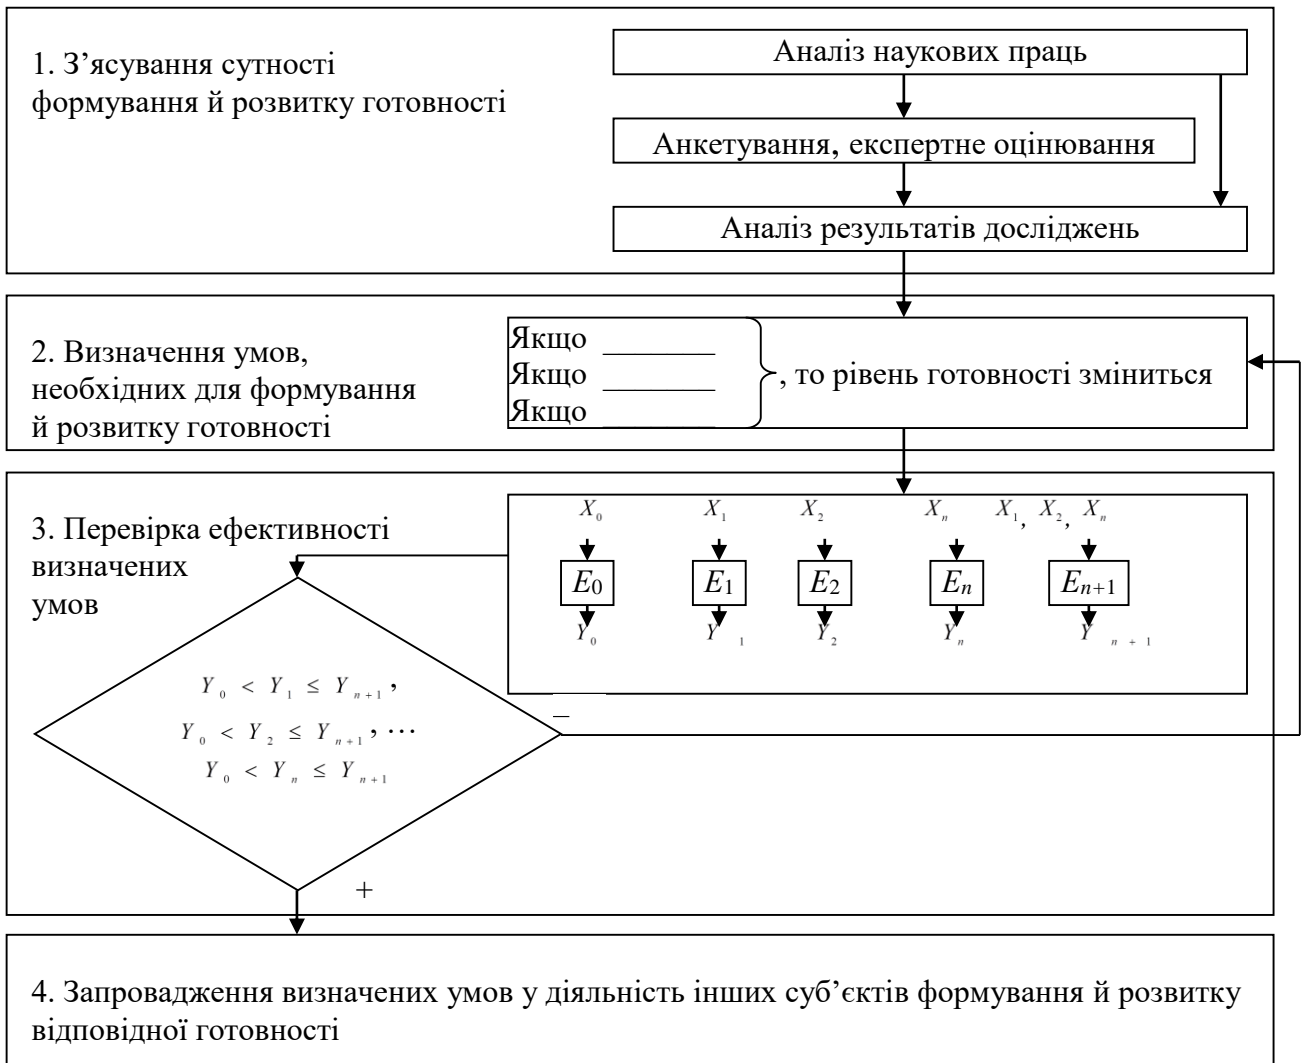 1. З’ясування сутності
формування й розвитку готовності
Аналіз наукових праць
Анкетування, експертне оцінювання
Аналіз результатів досліджень
2. Визначення умов,
необхідних для формування
й розвитку готовності
Якщо _______
Якщо _______
Якщо _______
, то рівень готовності зміниться
3. Перевірка ефективності
визначених
умов
X₀ X₁ X₂ Xₙ X₁, X₂, Xₙ
E₀ E₁ E₂ Eₙ Eₙ₊₁
Y₀ Y₁ Y₂ Yₙ Yₙ₊₁
Y₀ < Y₁ ≤ Yₙ₊₁,
Y₀ < Y₂ ≤ Yₙ₊₁, ...
Y₀ < Yₙ ≤ Yₙ₊₁
–
+
4. Запровадження визначених умов у діяльність інших суб’єктів формування й розвитку
відповідної готовності